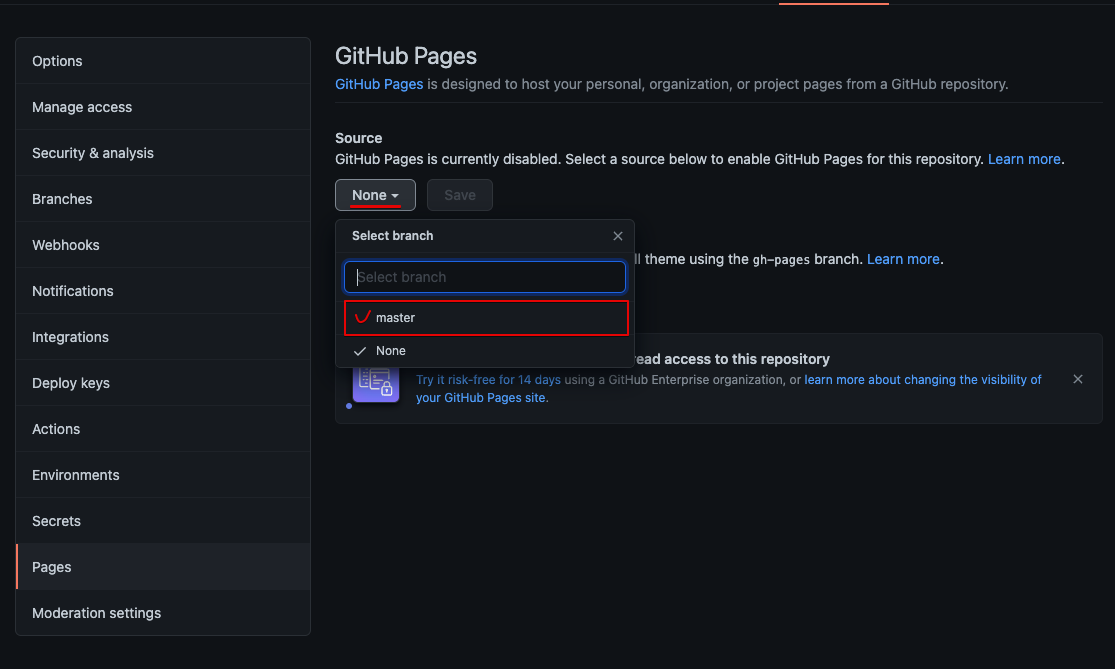 Options
Manage access
Security & analysis
Branches
Webhooks
Notifications
Integrations
Deploy keys
Actions
Environments
Secrets
Pages
Moderation settings
GitHub Pages
GitHub Pages is designed to host your personal, organization, or project pages from a GitHub repository.
Source
GitHub Pages is currently disabled. Select a source below to enable GitHub Pages for this repository. Learn more.
None
Save
Select branch
Select branch
theme using the gh-pages branch. Learn more.
master
None
access to this repository
Try it risk-free for 14 days using a GitHub Enterprise organization, or learn more about changing the visibility of
your GitHub Pages site.